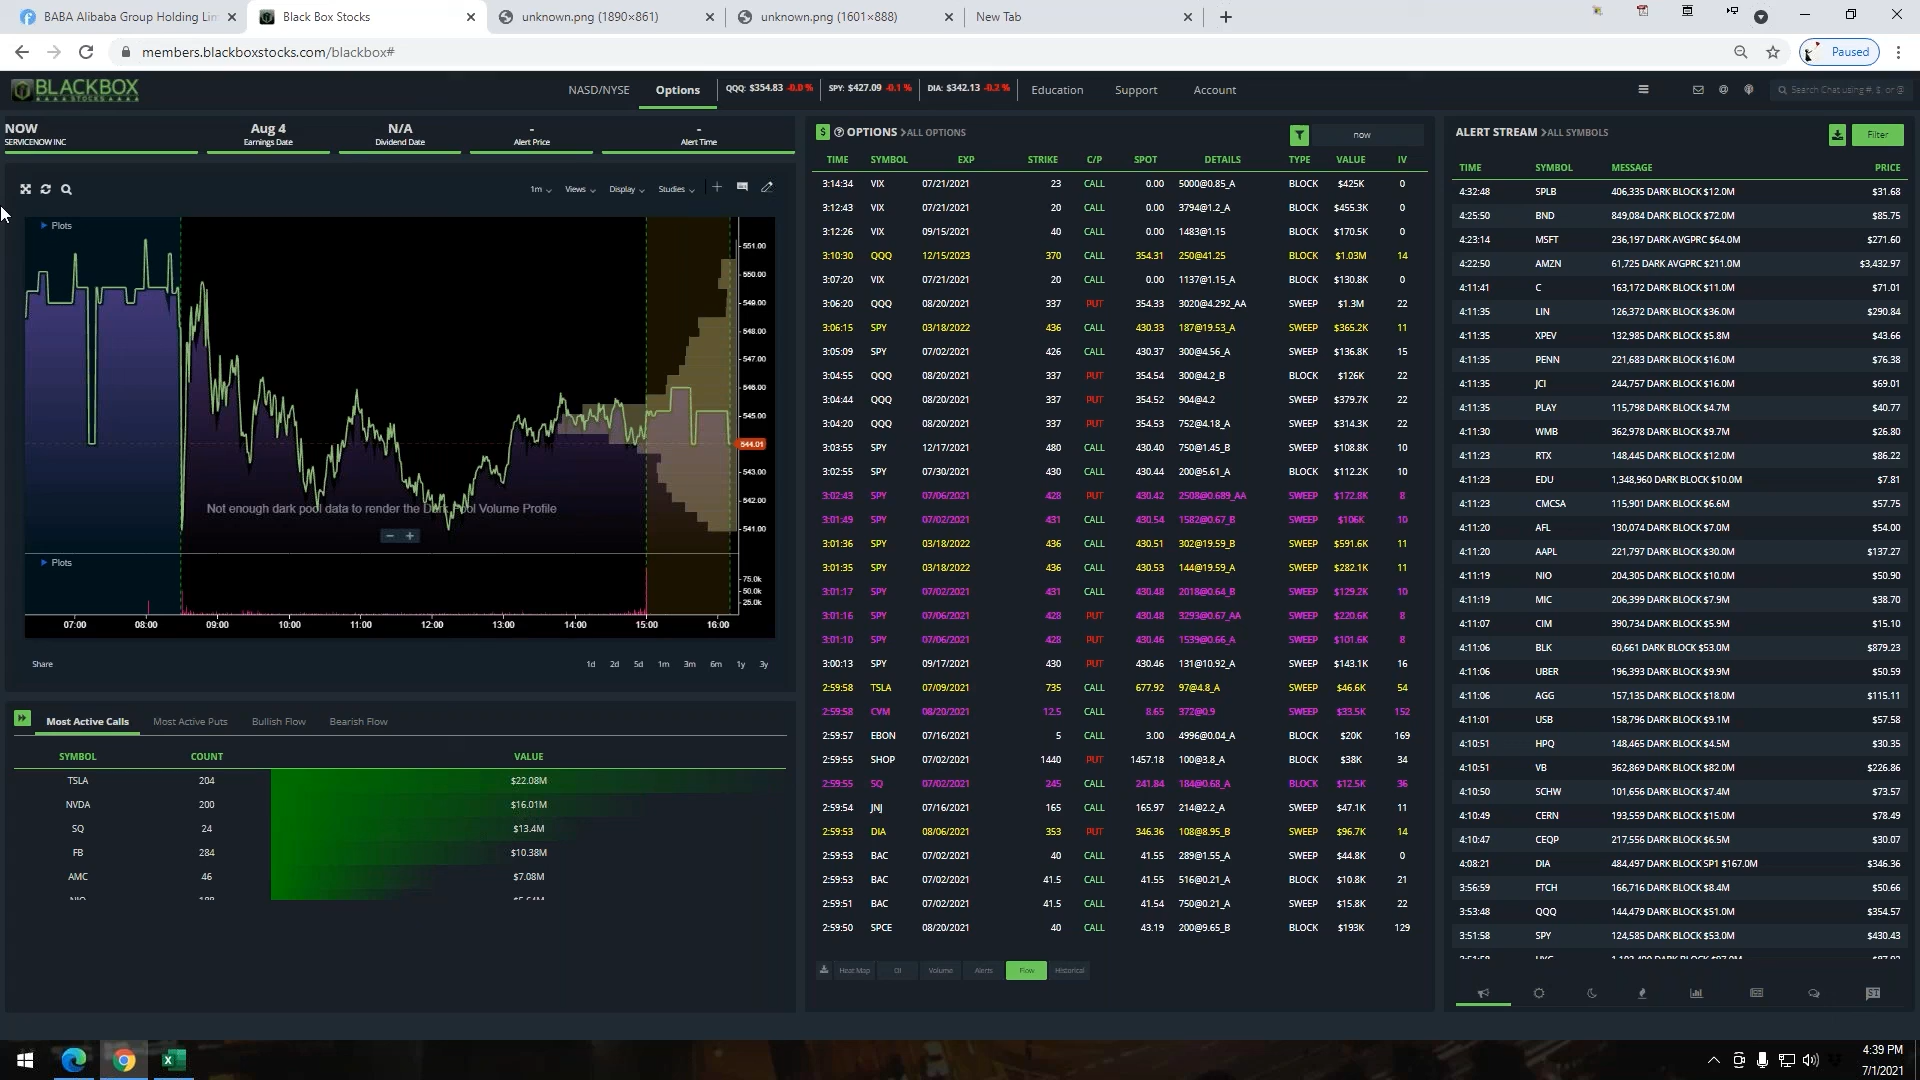 BABA Alibaba Group Holding Lim
Black Box Stocks
unknown.png (1890×861)
unknown.png (1601×888)
New Tab
members.blackboxstocks.com/blackbox#
Paused
BLACKBOX
STOCKS
NASD/NYSE
Options
QQQ: $354.83 -0.0 %
SPY: $427.09 -0.1 %
DIA: $342.13 -0.2 %
Education
Support
Account
Search Chat using #, $, or @
NOW
SERVICENOW INC
Aug 4
Earnings Date
N/A
Dividend Date
-
Alert Price
-
Alert Time
1m
Views
Display
Studies
Plots
551.00
550.00
549.00
548.00
547.00
546.00
545.00
544.01
543.00
542.00
541.00
Not enough dark pool data to render the Dark Pool Volume Profile
Plots
75.0k
50.0k
25.0k
07:00 08:00 09:00 10:00 11:00 12:00 13:00 14:00 15:00 16:00
Share
1d 2d 5d 1m 3m 6m 1y 3y
Most Active Calls
Most Active Puts
Bullish Flow
Bearish Flow
SYMBOL COUNT VALUE
TSLA 204 $22.08M
NVDA 200 $16.01M
SQ 24 $13.4M
FB 284 $10.38M
AMC 46 $7.08M
$ OPTIONS >ALL OPTIONS
now
TIME SYMBOL EXP STRIKE C/P SPOT DETAILS TYPE VALUE IV
3:14:34 VIX 07/21/2021 23 CALL 0.00 5000@0.85_A BLOCK $425K 0
3:12:43 VIX 07/21/2021 20 CALL 0.00 3794@1.2_A BLOCK $455.3K 0
3:12:26 VIX 09/15/2021 40 CALL 0.00 1483@1.15 BLOCK $170.5K 0
3:10:30 QQQ 12/15/2023 370 CALL 354.31 250@41.25 BLOCK $1.03M 14
3:07:20 VIX 07/21/2021 20 CALL 0.00 1137@1.15_A BLOCK $130.8K 0
3:06:20 QQQ 08/20/2021 337 PUT 354.33 3020@4.292_AA SWEEP $1.3M 22
3:06:15 SPY 03/18/2022 436 CALL 430.33 187@19.53_A SWEEP $365.2K 11
3:05:09 SPY 07/02/2021 426 CALL 430.37 300@4.56_A SWEEP $136.8K 15
3:04:55 QQQ 08/20/2021 337 PUT 354.54 300@4.2_B BLOCK $126K 22
3:04:44 QQQ 08/20/2021 337 PUT 354.52 904@4.2 SWEEP $379.7K 22
3:04:20 QQQ 08/20/2021 337 PUT 354.53 752@4.18_A SWEEP $314.3K 22
3:03:55 SPY 12/17/2021 480 CALL 430.40 750@1.45_B SWEEP $108.8K 10
3:02:55 SPY 07/30/2021 430 CALL 430.44 200@5.61_A BLOCK $112.2K 10
3:02:43 SPY 07/06/2021 428 PUT 430.42 2508@0.689_AA SWEEP $172.8K 8
3:01:49 SPY 07/02/2021 431 CALL 430.54 1582@0.67_B SWEEP $106K 10
3:01:36 SPY 03/18/2022 436 CALL 430.51 302@19.59_B SWEEP $591.6K 11
3:01:35 SPY 03/18/2022 436 CALL 430.53 144@19.59_A SWEEP $282.1K 11
3:01:17 SPY 07/02/2021 431 CALL 430.48 2018@0.64_B SWEEP $129.2K 10
3:01:16 SPY 07/06/2021 428 PUT 430.48 3293@0.67_AA SWEEP $220.6K 8
3:01:10 SPY 07/06/2021 428 PUT 430.46 1539@0.66_A SWEEP $101.6K 8
3:00:13 SPY 09/17/2021 430 PUT 430.46 131@10.92_A SWEEP $143.1K 16
2:59:58 TSLA 07/09/2021 735 CALL 677.92 97@4.8_A SWEEP $46.6K 54
2:59:58 CVM 08/20/2021 12.5 CALL 8.65 372@0.9 SWEEP $33.5K 152
2:59:57 EBON 07/16/2021 5 CALL 3.00 4996@0.04_A BLOCK $20K 169
2:59:55 SHOP 07/02/2021 1440 PUT 1457.18 100@3.8_A BLOCK $38K 34
2:59:55 SQ 07/02/2021 245 CALL 241.84 184@0.68_A BLOCK $12.5K 36
2:59:54 JNJ 07/16/2021 165 CALL 165.97 214@2.2_A SWEEP $47.1K 11
2:59:53 DIA 08/06/2021 353 PUT 346.36 108@8.95_B SWEEP $96.7K 14
2:59:53 BAC 07/02/2021 40 CALL 41.55 289@1.55_A SWEEP $44.8K 0
2:59:53 BAC 07/02/2021 41.5 CALL 41.55 516@0.21_A BLOCK $10.8K 21
2:59:51 BAC 07/02/2021 41.5 CALL 41.54 750@0.21_A SWEEP $15.8K 22
2:59:50 SPCE 08/20/2021 40 CALL 43.19 200@9.65_B BLOCK $193K 129
Heat Map OI Volume Alerts Flow Historical
ALERT STREAM >ALL SYMBOLS
Filter
TIME SYMBOL MESSAGE PRICE
4:32:48 SPLB 406,335 DARK BLOCK $12.0M $31.68
4:25:50 BND 849,084 DARK BLOCK $72.0M $85.75
4:23:14 MSFT 236,197 DARK AVGPRC $64.0M $271.60
4:22:50 AMZN 61,725 DARK AVGPRC $211.0M $3,432.97
4:11:41 C 163,172 DARK BLOCK $11.0M $71.01
4:11:35 LIN 126,372 DARK BLOCK $36.0M $290.84
4:11:35 XPEV 132,985 DARK BLOCK $5.8M $43.66
4:11:35 PENN 221,683 DARK BLOCK $16.0M $76.38
4:11:35 JCI 244,757 DARK BLOCK $16.0M $69.01
4:11:35 PLAY 115,798 DARK BLOCK $4.7M $40.77
4:11:30 WMB 362,978 DARK BLOCK $9.7M $26.80
4:11:23 RTX 148,445 DARK BLOCK $12.0M $86.22
4:11:23 EDU 1,348,960 DARK BLOCK $10.0M $7.81
4:11:23 CMCSA 115,901 DARK BLOCK $6.6M $57.75
4:11:20 AFL 130,074 DARK BLOCK $7.0M $54.00
4:11:20 AAPL 221,797 DARK BLOCK $30.0M $137.27
4:11:19 NIO 204,305 DARK BLOCK $10.0M $50.90
4:11:19 MIC 206,399 DARK BLOCK $7.9M $38.70
4:11:07 CIM 390,734 DARK BLOCK $5.9M $15.10
4:11:06 BLK 60,661 DARK BLOCK $53.0M $879.23
4:11:06 UBER 196,393 DARK BLOCK $9.9M $50.59
4:11:06 AGG 157,135 DARK BLOCK $18.0M $115.11
4:11:01 USB 158,796 DARK BLOCK $9.1M $57.58
4:10:51 HPQ 148,465 DARK BLOCK $4.5M $30.35
4:10:51 VB 362,869 DARK BLOCK $82.0M $226.86
4:10:50 SCHW 101,656 DARK BLOCK $7.4M $73.57
4:10:49 CERN 193,559 DARK BLOCK $15.0M $78.49
4:10:47 CEQP 217,556 DARK BLOCK $6.5M $30.07
4:08:21 DIA 484,497 DARK BLOCK SP1 $167.0M $346.36
3:56:59 FTCH 166,716 DARK BLOCK $8.4M $50.66
3:53:48 QQQ 144,479 DARK BLOCK $51.0M $354.57
3:51:58 SPY 124,585 DARK BLOCK $53.0M $430.43
4:39 PM
7/1/2021